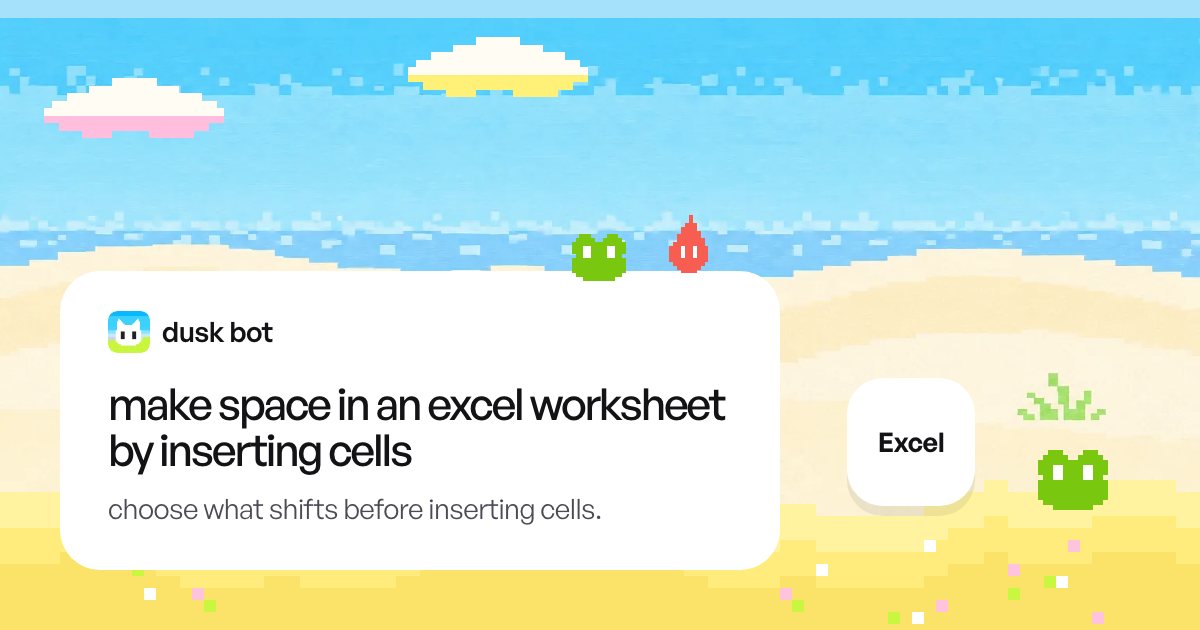 dusk bot
make space in an excel worksheet
by inserting cells
choose what shifts before inserting cells.
Excel